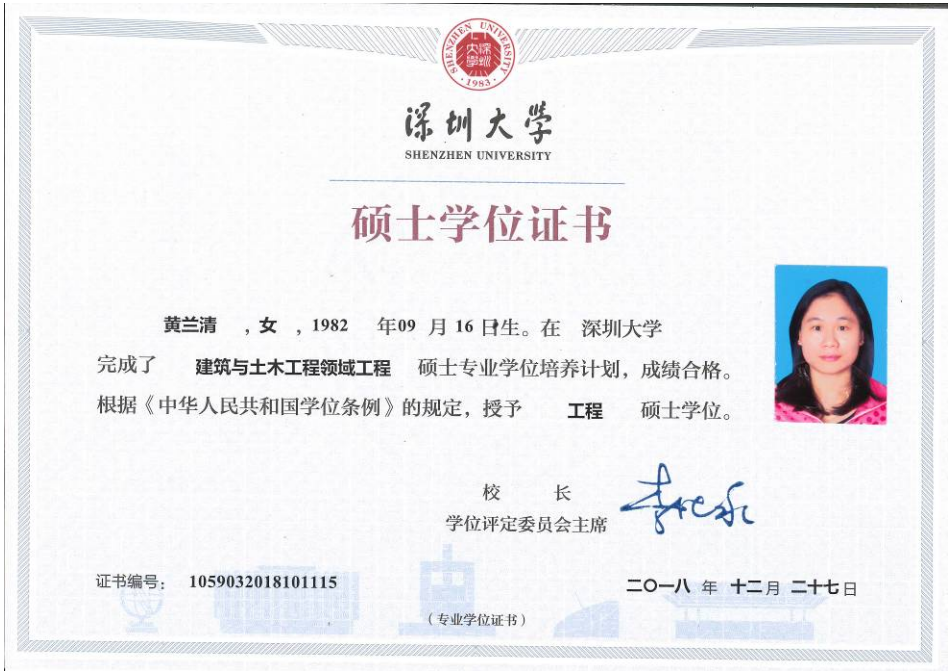 SHENZHEN UNIVERSITY
深圳大學
·1983·
深圳大学
SHENZHEN UNIVERSITY
硕士学位证书
黄兰清 ,女 ,1982 年09 月16 日生。在 深圳大学
完成了 建筑与土木工程领域工程 硕士专业学位培养计划，成绩合格。
根据《中华人民共和国学位条例》的规定，授予 工程 硕士学位。
校 长
学位评定委员会主席
证书编号： 1059032018101115
二〇一八 年 十二 月 二十七 日
（专业学位证书）